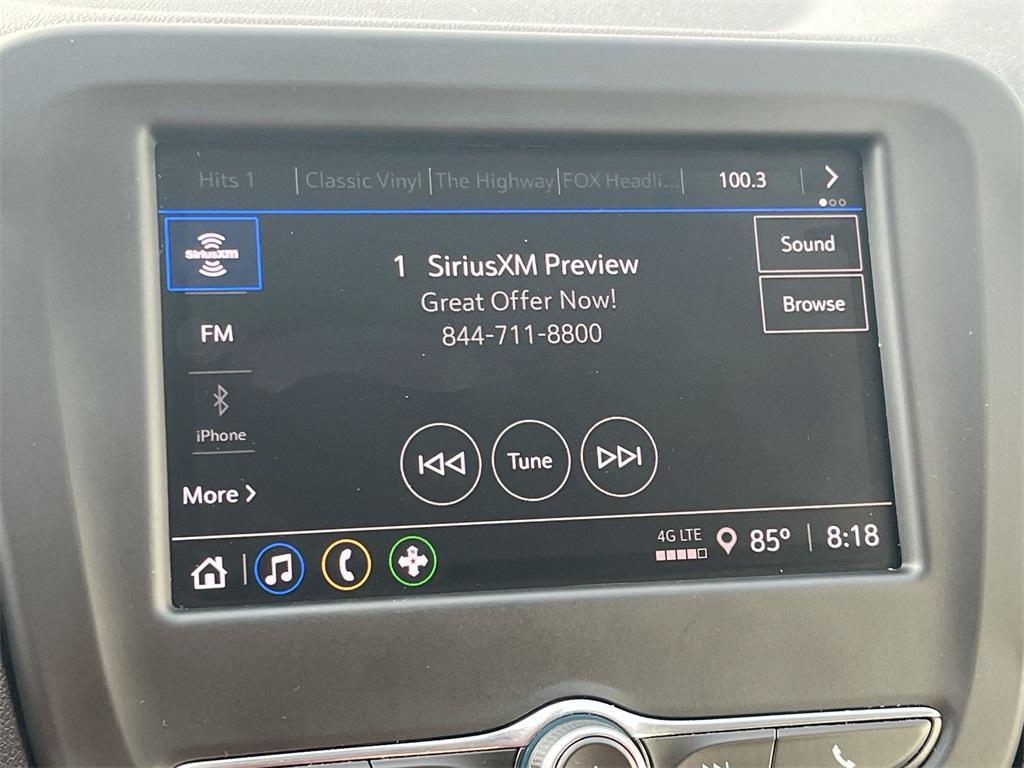 Hits 1 Classic Vinyl The Highway FOX Headli... 100.3
SiriusXM
1 SiriusXM Preview
Great Offer Now!
844-711-8800
Sound
Browse
FM
iPhone
More
Tune
4G LTE 85° 8:18